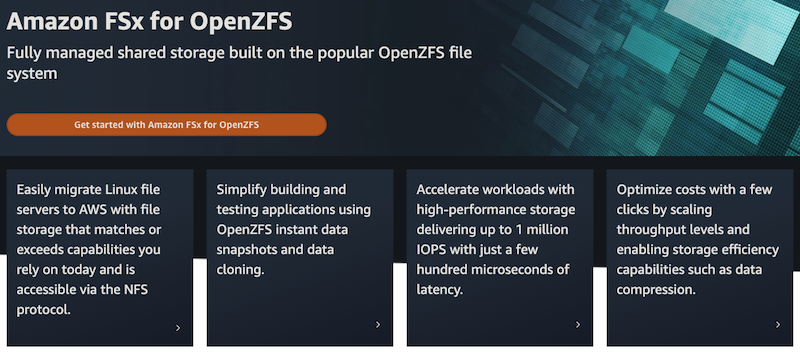 Amazon FSx for OpenZFS
Fully managed shared storage built on the popular OpenZFS file
system
Get started with Amazon FSx for OpenZFS
Easily migrate Linux file
servers to AWS with file
storage that matches or
exceeds capabilities you
rely on today and is
accessible via the NFS
protocol.
Simplify building and
testing applications using
OpenZFS instant data
snapshots and data
cloning.
Accelerate workloads with
high-performance storage
delivering up to 1 million
IOPS with just a few
hundred microseconds of
latency.
Optimize costs with a few
clicks by scaling
throughput levels and
enabling storage efficiency
capabilities such as data
compression.